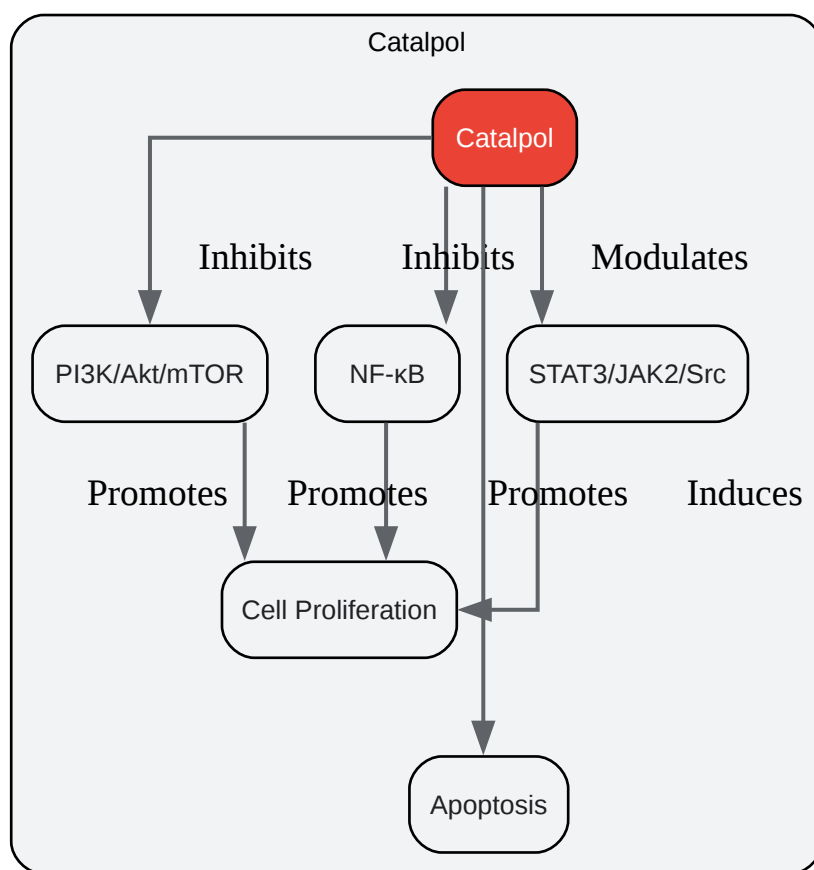 Catalpol
Catalpol
Inhibits
Inhibits
Modulates
PI3K/Akt/mTOR
NF-κB
STAT3/JAK2/Src
Promotes
Promotes
Promotes
Induces
Cell Proliferation
Apoptosis